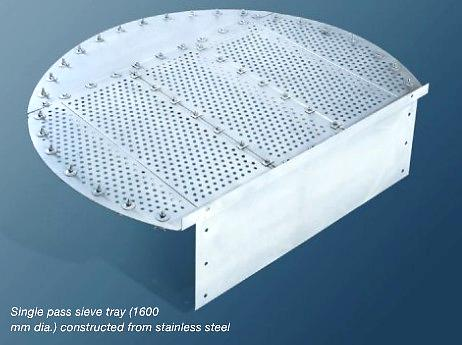 Single pass sieve tray (1600
mm dia.) constructed from stainless steel